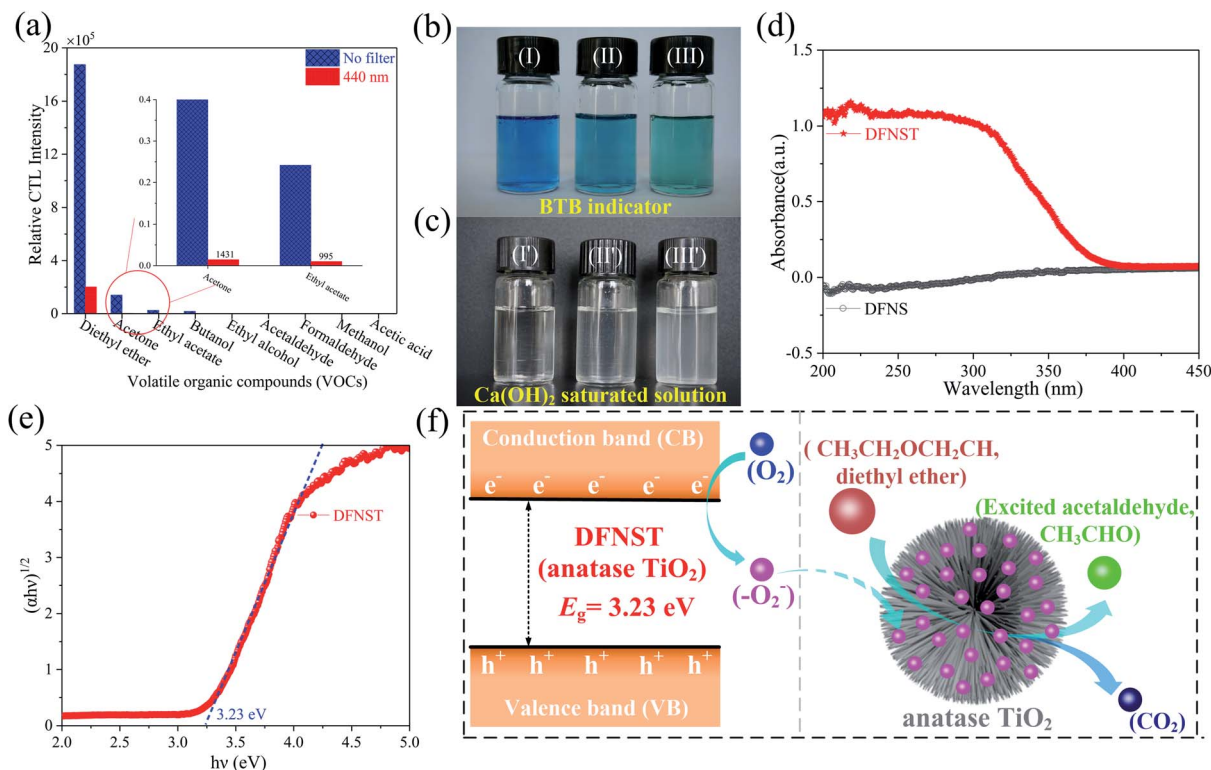 (a)
20
×10⁵
16
12
8
4
0
Relative CTL Intensity
No filter
440 nm
0.4
0.3
0.2
0.1
0.0
1431
995
Acetone
Ethyl acetate
Diethyl ether
Acetone
Ethyl acetate
Butanol
Ethyl alcohol
Acetaldehyde
Fomaldehyde
Methanol
Acetic acid
Volatile organic compounds (VOCs)
(b)
(I) (II) (III)
BTB indicator
(c)
(I') (II') (III')
Ca(OH)₂ saturated solution
(d)
1.5
1.0
0.5
0.0
-0.5
Absorbance(a.u.)
DFNST
DFNS
200 250 300 350 400 450
Wavelength (nm)
(e)
5
4
3
2
1
0
(αhν)1/2
DFNST
3.23 eV
2.0 2.5 3.0 3.5 4.0 4.5 5.0
hν (eV)
(f)
Conduction band (CB)
e⁻ e⁻ e⁻ e⁻ e⁻
DFNST
(anatase TiO₂)
Eg= 3.23 eV
h⁺ h⁺ h⁺ h⁺ h⁺
Valence band (VB)
(O₂)
(-O₂⁻)
( CH₃CH₂OCH₂CH,
diethyl ether)
(Excited acetaldehyde,
CH₃CHO)
anatase TiO₂
(CO₂)